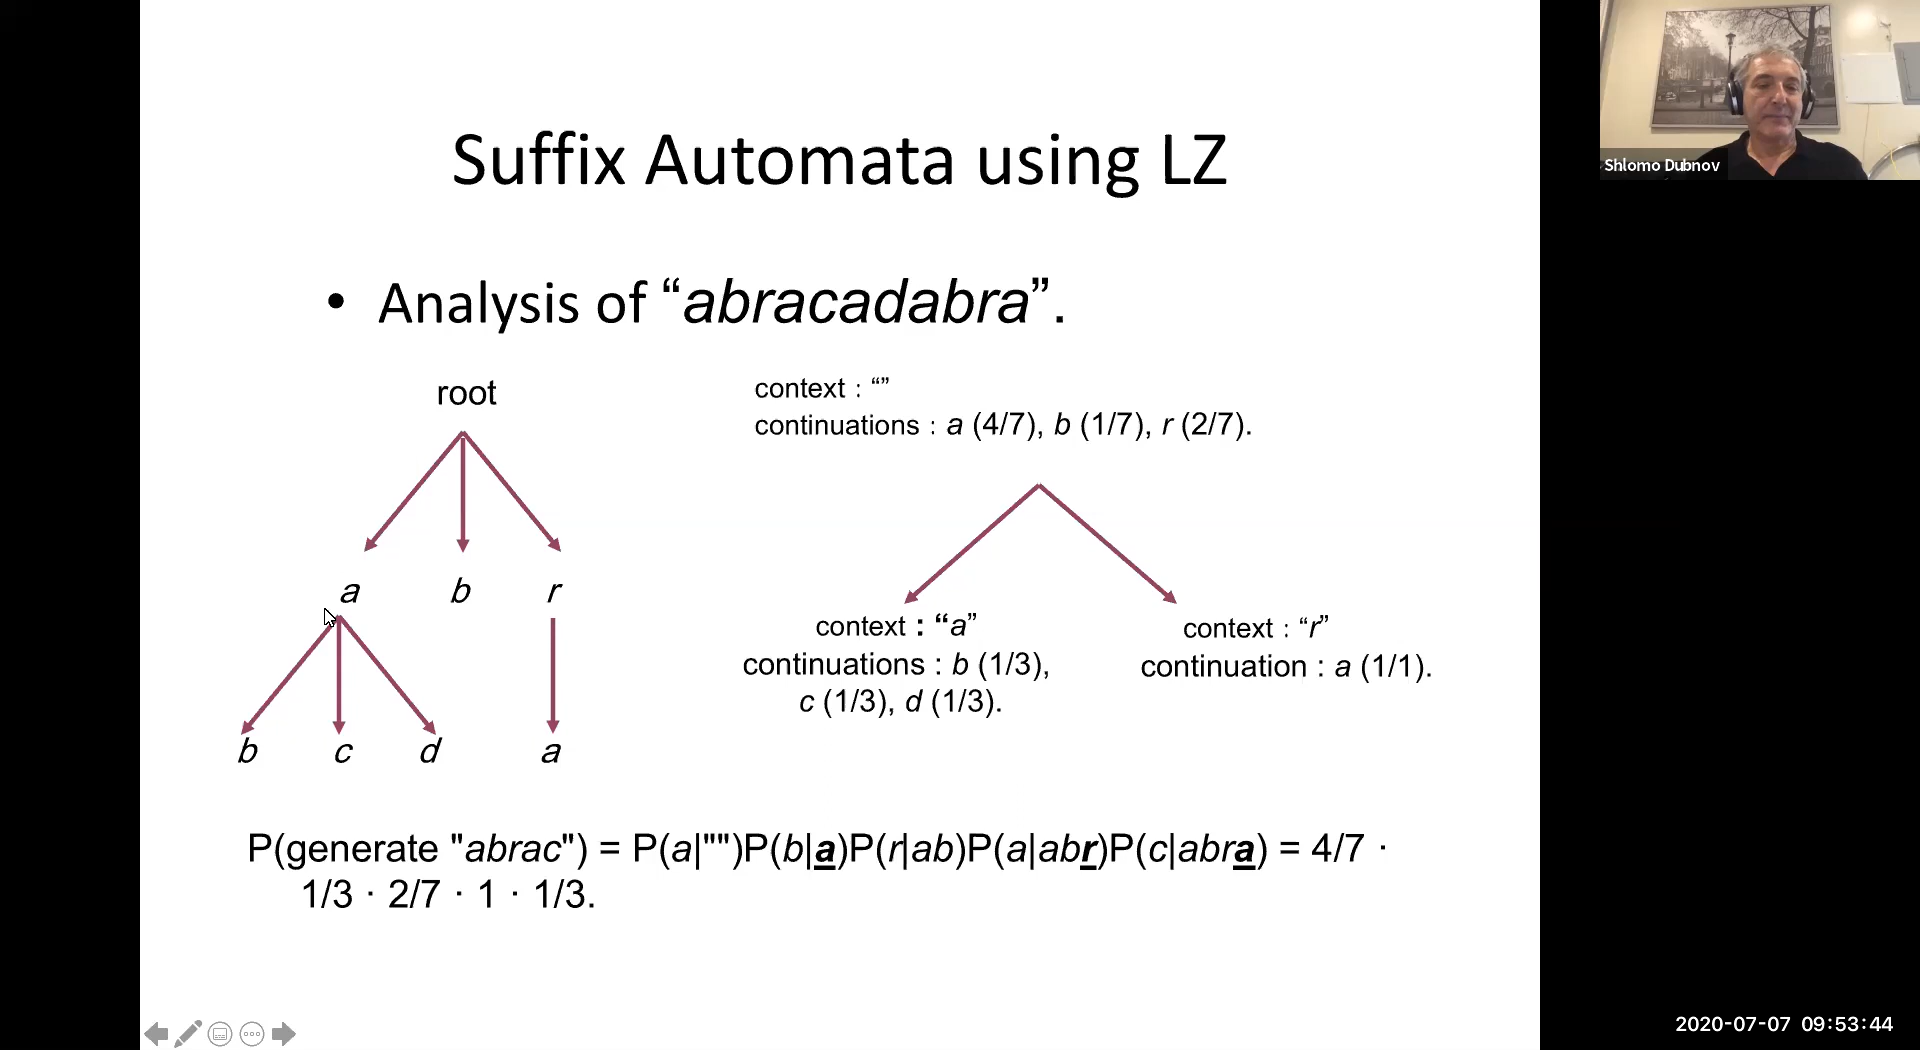 Suffix Automata using LZ
• Analysis of “abracadabra”.
root
a b r
b c d a
context : “”
continuations : a (4/7), b (1/7), r (2/7).
context : “a”
continuations : b (1/3),
c (1/3), d (1/3).
context : “r”
continuation : a (1/1).
P(generate "abrac") = P(a|"")P(b|a)P(r|ab)P(a|abr)P(c|abra) = 4/7 ·
1/3 · 2/7 · 1 · 1/3.
Shlomo Dubnov
2020-07-07 09:53:44